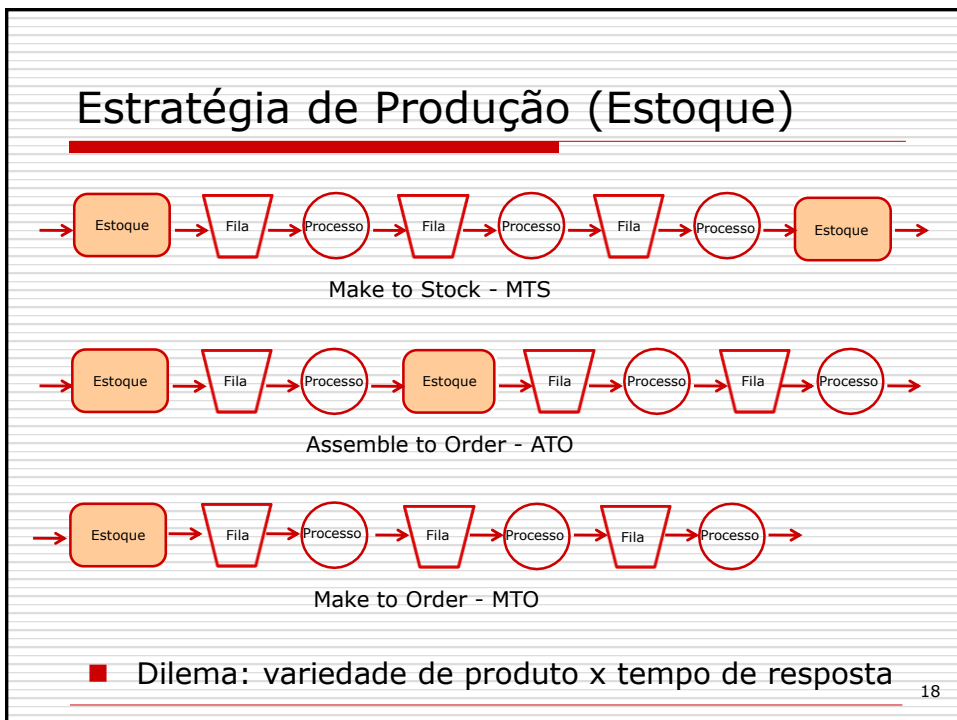 Estratégia de Produção (Estoque)
Estoque Fila Processo Fila Processo Fila Processo Estoque
Make to Stock - MTS
Estoque Fila Processo Estoque Fila Processo Fila Processo
Assemble to Order - ATO
Estoque Fila Processo Fila Processo Fila Processo
Make to Order - MTO
Dilema: variedade de produto x tempo de resposta
18